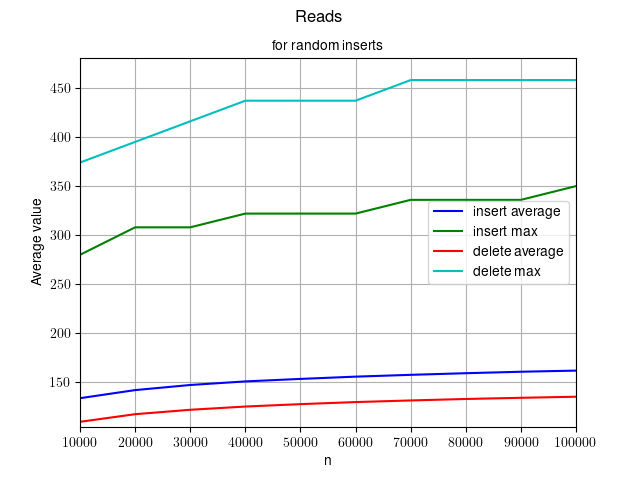 Reads
for random inserts
450
400
350
300
250
200
150
Average value
insert average
insert max
delete average
delete max
10000 20000 30000 40000 50000 60000 70000 80000 90000 100000
n